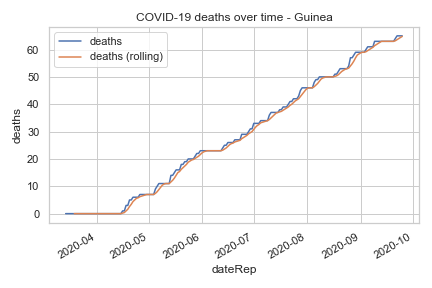 COVID-19 deaths over time - Guinea
deaths
deaths (rolling)
deaths
60
50
40
30
20
10
0
2020-04
2020-05
2020-06
2020-07
2020-08
2020-09
2020-10
dateRep